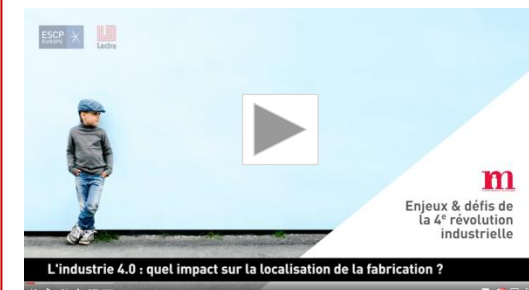 ESCP
EUROPE
Lectra
m
Enjeux & défis de
la 4e révolution
industrielle
L'industrie 4.0 : quel impact sur la localisation de la fabrication ?